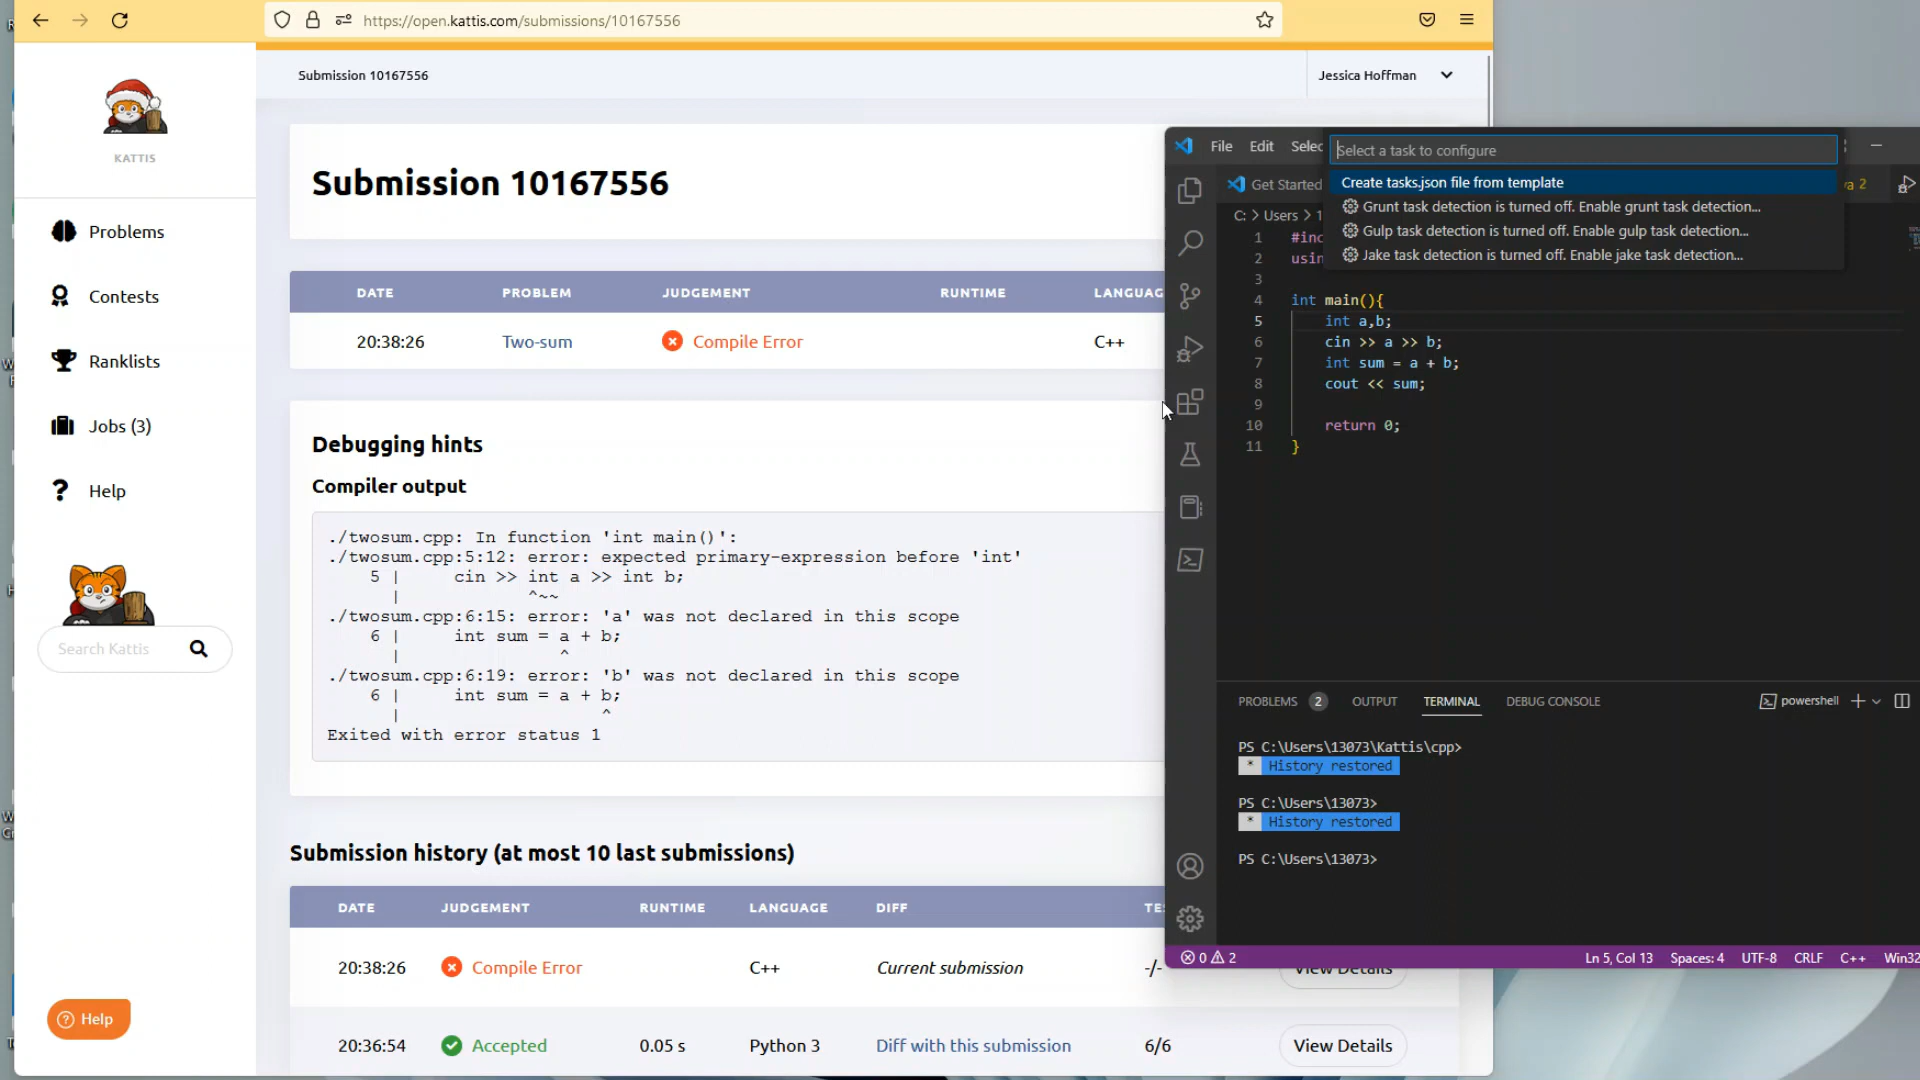 https://open.kattis.com/submissions/10167556
Submission 10167556
Jessica Hoffman
KATTIS
Problems
Contests
Ranklists
Jobs (3)
Help
Search Kattis
Help
Submission 10167556
DATE PROBLEM JUDGEMENT RUNTIME LANGUAG
20:38:26 Two-sum Compile Error C++
Debugging hints
Compiler output
./twosum.cpp: In function 'int main()':
./twosum.cpp:5:12: error: expected primary-expression before 'int'
5 | cin >> int a >> int b;
| ^~~
./twosum.cpp:6:15: error: 'a' was not declared in this scope
6 | int sum = a + b;
| ^
./twosum.cpp:6:19: error: 'b' was not declared in this scope
6 | int sum = a + b;
| ^
Exited with error status 1
Submission history (at most 10 last submissions)
DATE JUDGEMENT RUNTIME LANGUAGE DIFF TE
20:38:26 Compile Error C++ Current submission -/- View Details
20:36:54 Accepted 0.05 s Python 3 Diff with this submission 6/6 View Details
File Edit Selec
Select a task to configure
Create tasks.json file from template
Grunt task detection is turned off. Enable grunt task detection...
Gulp task detection is turned off. Enable gulp task detection...
Jake task detection is turned off. Enable jake task detection...
Get Started
va 2
C: > Users > 1
1 #inc
2 usin
3
4 int main(){
5 int a,b;
6 cin >> a >> b;
7 int sum = a + b;
8 cout << sum;
9
10 return 0;
11 }
PROBLEMS 2 OUTPUT TERMINAL DEBUG CONSOLE powershell
PS C:\Users\13073\Kattis\cpp>
* History restored
PS C:\Users\13073>
* History restored
PS C:\Users\13073>
0 2 Ln 5, Col 13 Spaces: 4 UTF-8 CRLF C++ Win32